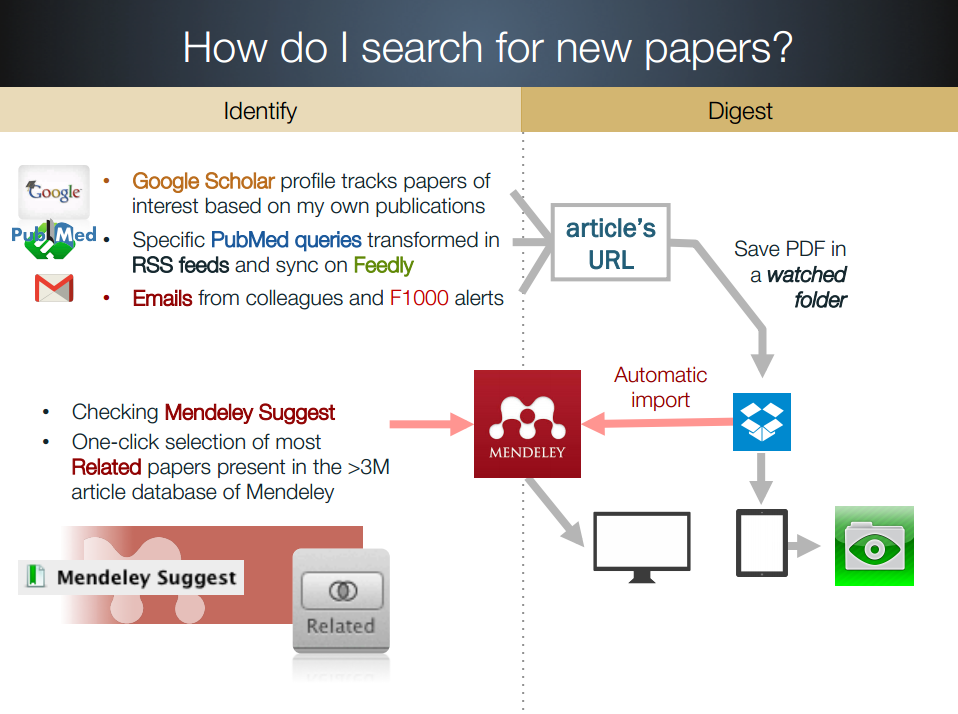 How do I search for new papers?
Identify
Digest
Google
PubMed
• Google Scholar profile tracks papers of
interest based on my own publications
• Specific PubMed queries transformed in
RSS feeds and sync on Feedly
• Emails from colleagues and F1000 alerts
article's
URL
Save PDF in
a watched
folder
Automatic
import
MENDELEY
• Checking Mendeley Suggest
• One-click selection of most
Related papers present in the >3M
article database of Mendeley
Mendeley Suggest
Related